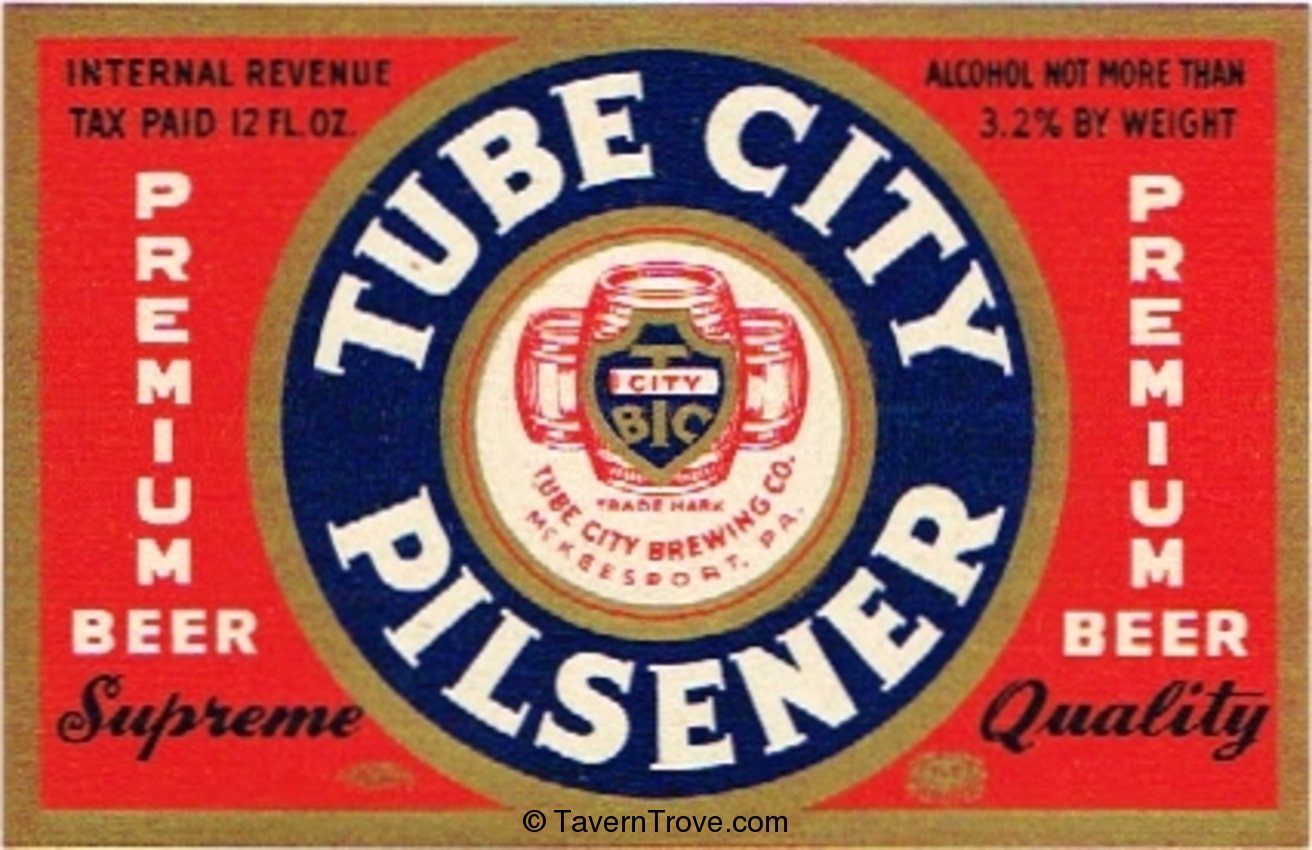 INTERNAL REVENUE
TAX PAID 12 FL. OZ.
ALCOHOL NOT MORE THAN
3.2% BY WEIGHT
PREMIUM
BEER
Supreme
TUBE CITY
PILSENER
T
CITY
BIC
TRADE MARK
TUBE CITY BREWING CO.
MCKEESPORT, PA.
PREMIUM
BEER
Quality
© TavernTrove.com